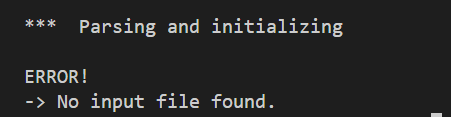 ***  Parsing and initializing
ERROR!
-> No input file found.